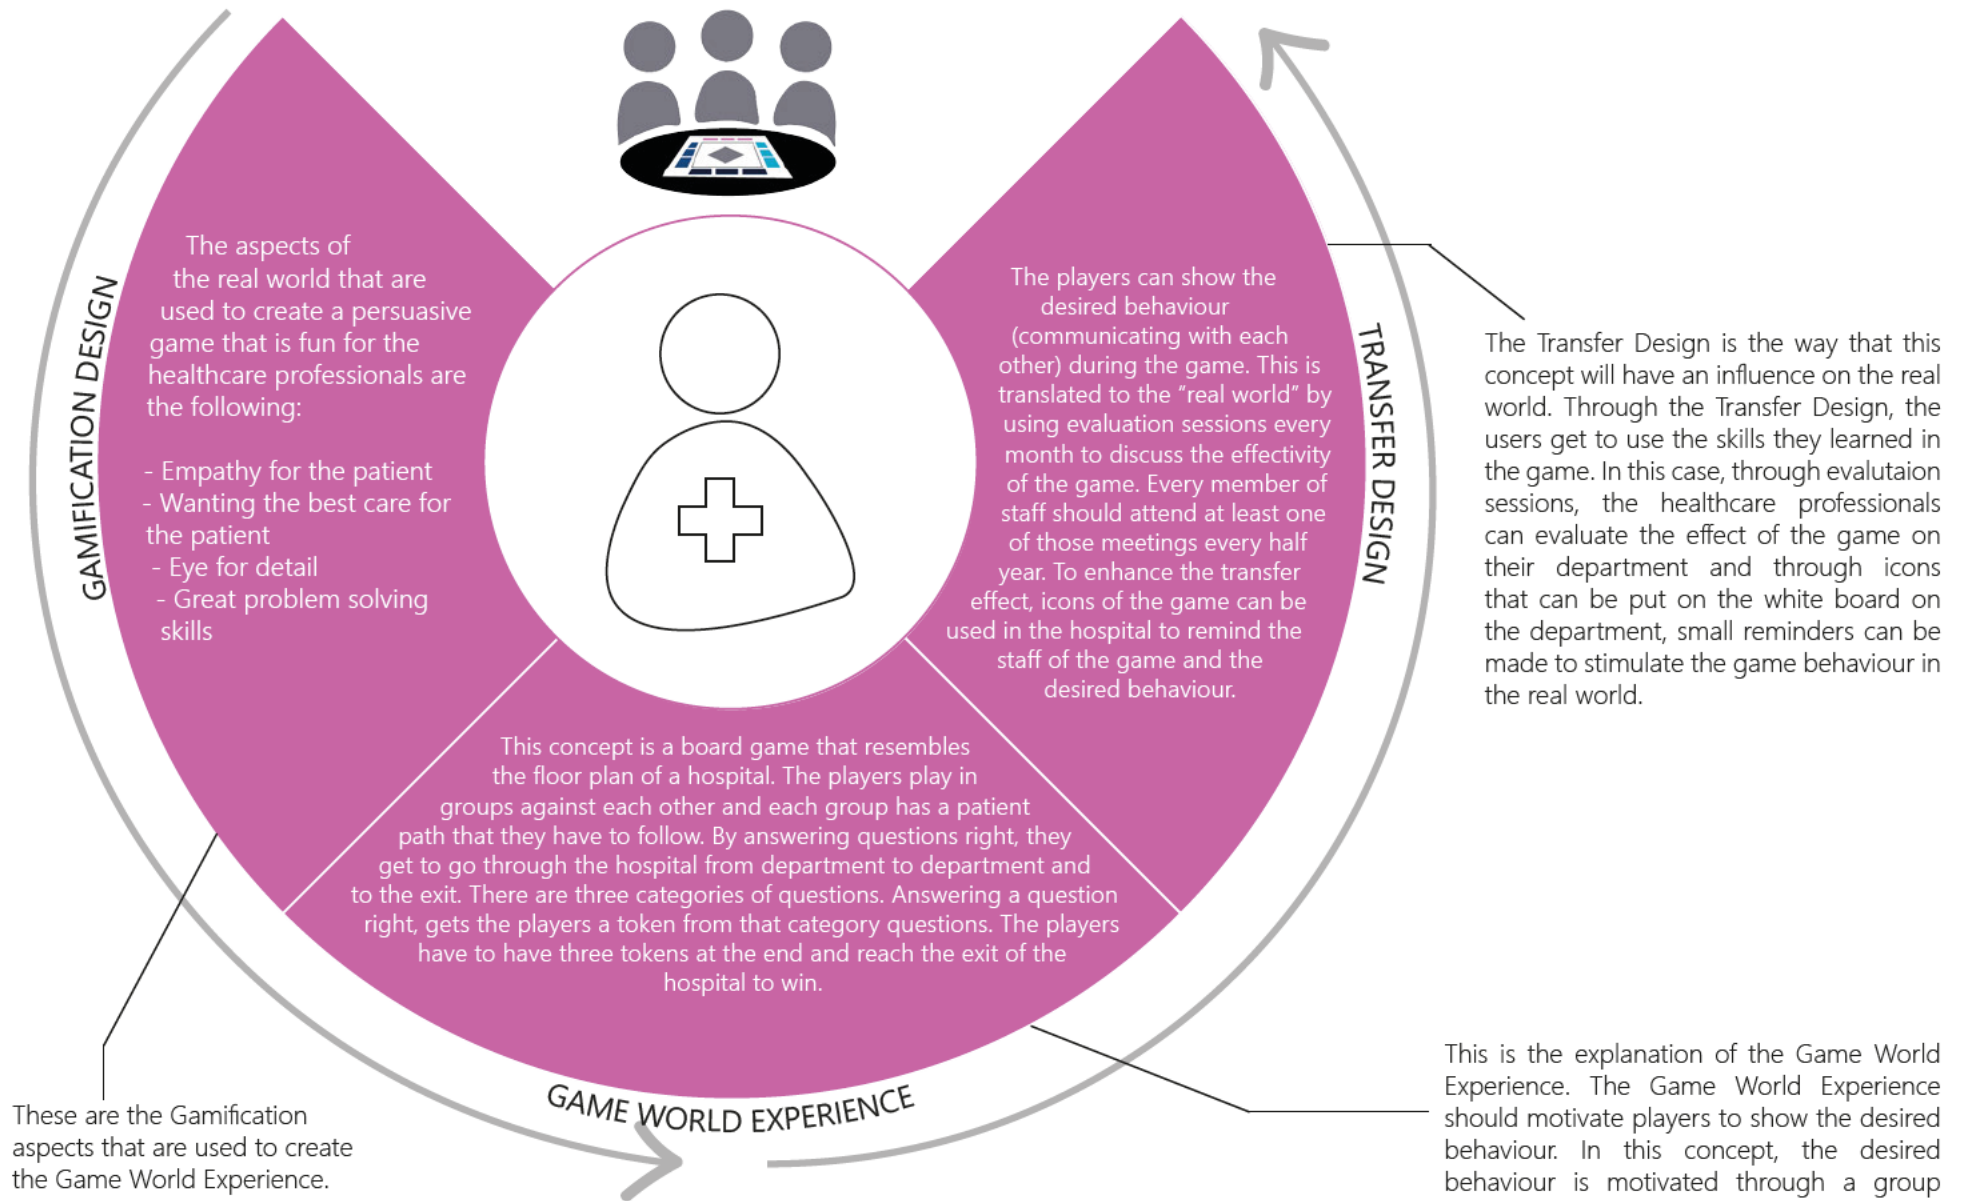 The aspects of
the real world that are
used to create a persuasive
game that is fun for the
healthcare professionals are
the following:
- Empathy for the patient
- Wanting the best care for
the patient
- Eye for detail
- Great problem solving
skills
GAMIFICATION DESIGN
These are the Gamification
aspects that are used to create
the Game World Experience.
This concept is a board game that resembles
the floor plan of a hospital. The players play in
groups against each other and each group has a patient
path that they have to follow. By answering questions right, they
get to go through the hospital from department to department and
to the exit. There are three categories of questions. Answering a question
right, gets the players a token from that category questions. The players
have to have three tokens at the end and reach the exit of the
hospital to win.
GAME WORLD EXPERIENCE
The players can show the
desired behaviour
(communicating with each
other) during the game. This is
translated to the “real world” by
using evaluation sessions every
month to discuss the effectivity
of the game. Every member of
staff should attend at least one
of those meetings every half
year. To enhance the transfer
effect, icons of the game can be
used in the hospital to remind the
staff of the game and the
desired behaviour.
TRANSFER DESIGN
The Transfer Design is the way that this
concept will have an influence on the real
world. Through the Transfer Design, the
users get to use the skills they learned in
the game. In this case, through evalutaion
sessions, the healthcare professionals
can evaluate the effect of the game on
their department and through icons
that can be put on the white board on
the department, small reminders can be
made to stimulate the game behaviour in
the real world.
This is the explanation of the Game World
Experience. The Game World Experience
should motivate players to show the desired
behaviour. In this concept, the desired
behaviour is motivated through a group